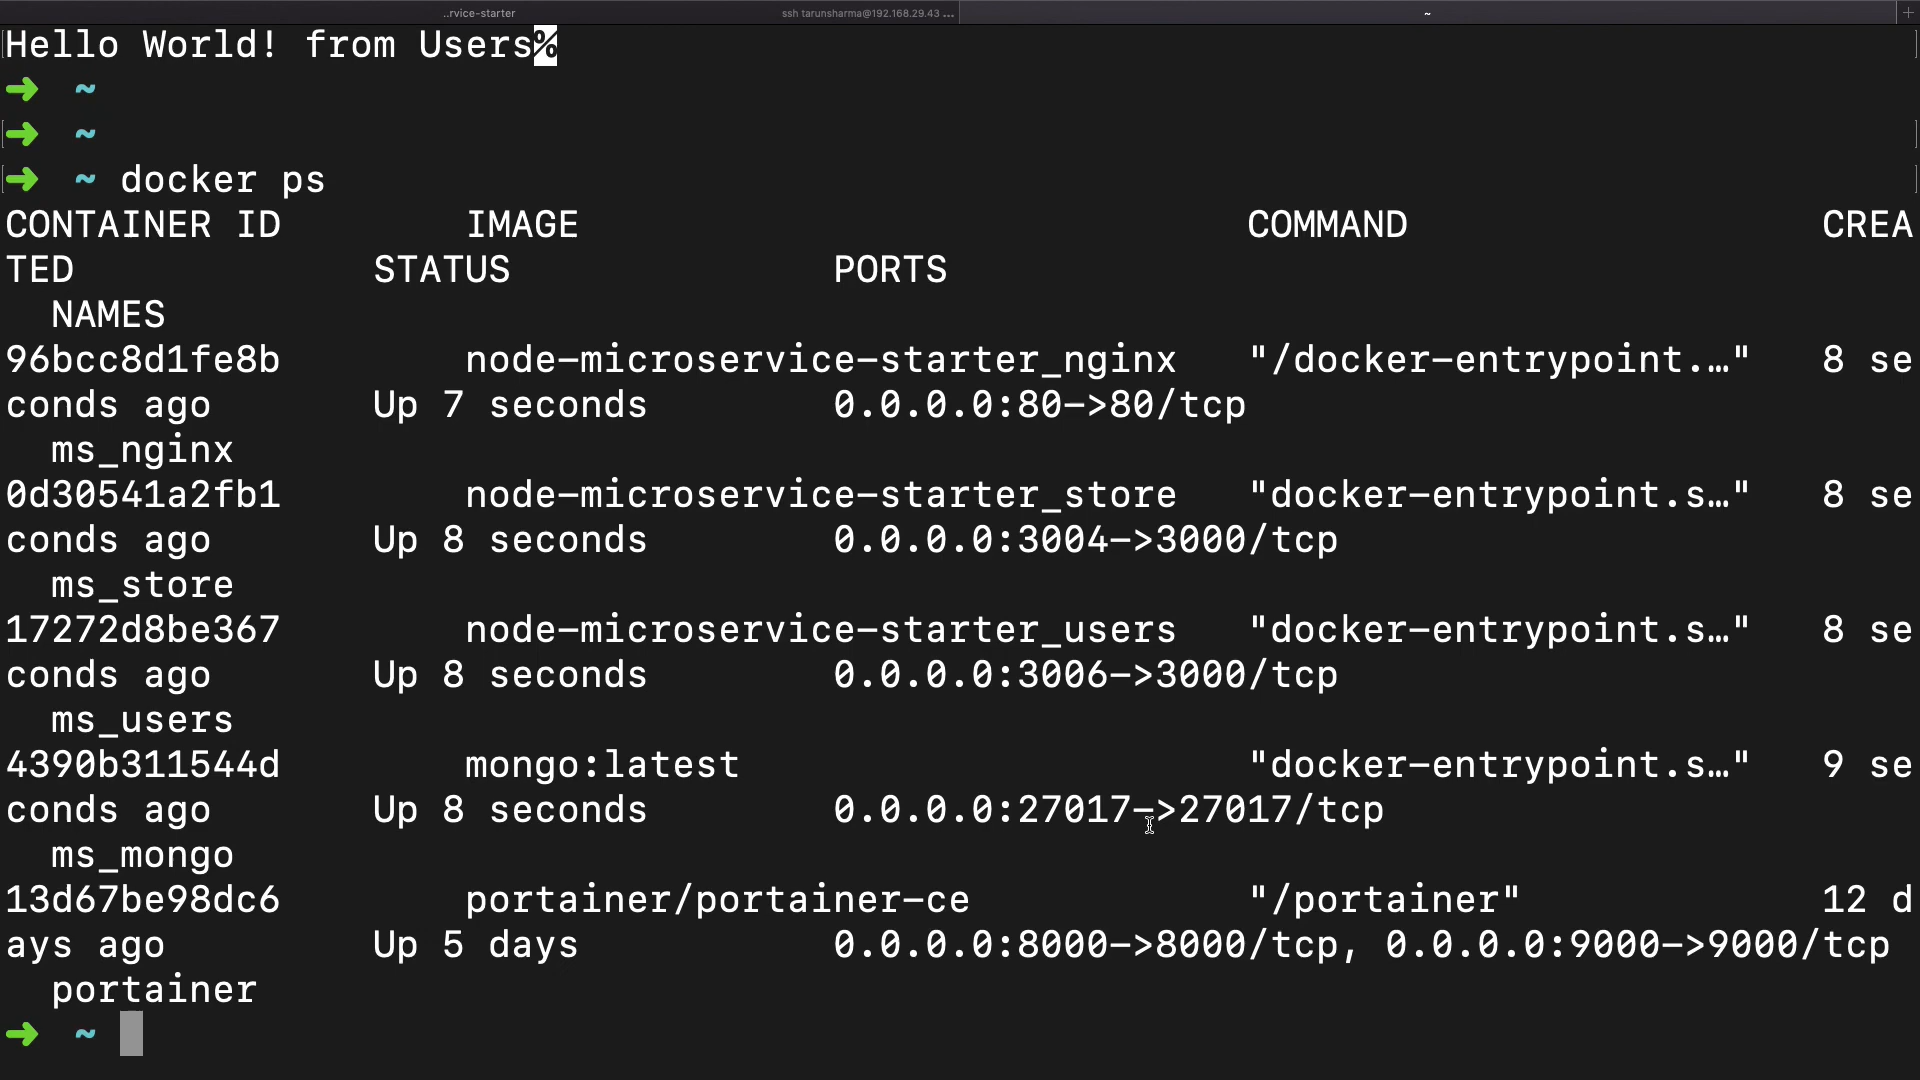 ..rvice-starter ssh tarunsharma@192.168.29.43 ... ~ +
Hello World! from Users%
➜ ~
➜ ~
➜ ~ docker ps
CONTAINER ID IMAGE COMMAND CREA
TED STATUS PORTS
NAMES
96bcc8d1fe8b node-microservice-starter_nginx "/docker-entrypoint.…" 8 se
conds ago Up 7 seconds 0.0.0.0:80->80/tcp
ms_nginx
0d30541a2fb1 node-microservice-starter_store "docker-entrypoint.s…" 8 se
conds ago Up 8 seconds 0.0.0.0:3004->3000/tcp
ms_store
17272d8be367 node-microservice-starter_users "docker-entrypoint.s…" 8 se
conds ago Up 8 seconds 0.0.0.0:3006->3000/tcp
ms_users
4390b311544d mongo:latest "docker-entrypoint.s…" 9 se
conds ago Up 8 seconds 0.0.0.0:27017->27017/tcp
ms_mongo
13d67be98dc6 portainer/portainer-ce "/portainer" 12 d
ays ago Up 5 days 0.0.0.0:8000->8000/tcp, 0.0.0.0:9000->9000/tcp
portainer
➜ ~